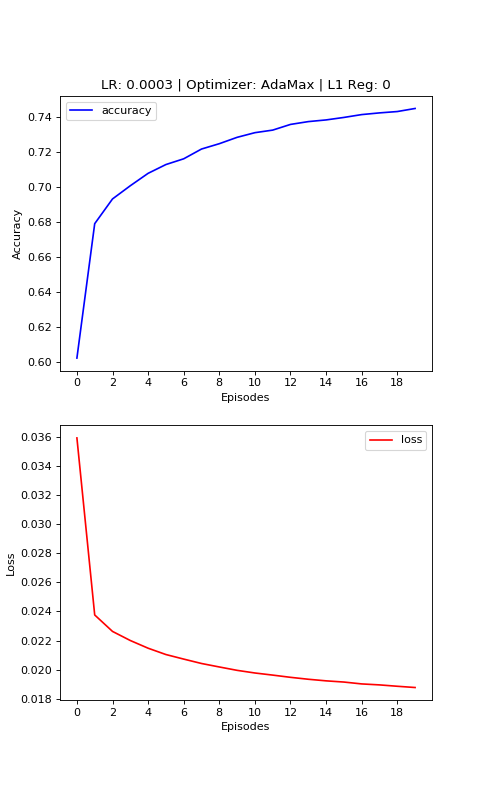 LR: 0.0003 | Optimizer: AdaMax | L1 Reg: 0
accuracy
0.74
0.72
0.70
0.68
0.66
0.64
0.62
0.60
Accuracy
0 2 4 6 8 10 12 14 16 18
Episodes
loss
0.036
0.034
0.032
0.030
0.028
0.026
0.024
0.022
0.020
0.018
Loss
0 2 4 6 8 10 12 14 16 18
Episodes